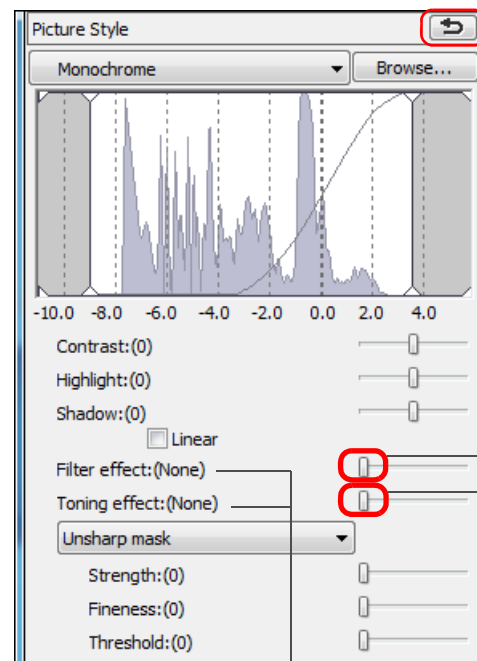 Picture Style
Monochrome Browse...
-10.0 -8.0 -6.0 -4.0 -2.0 0.0 2.0 4.0
Contrast:(0)
Highlight:(0)
Shadow:(0)
Linear
Filter effect:(None)
Toning effect:(None)
Unsharp mask
Strength:(0)
Fineness:(0)
Threshold:(0)